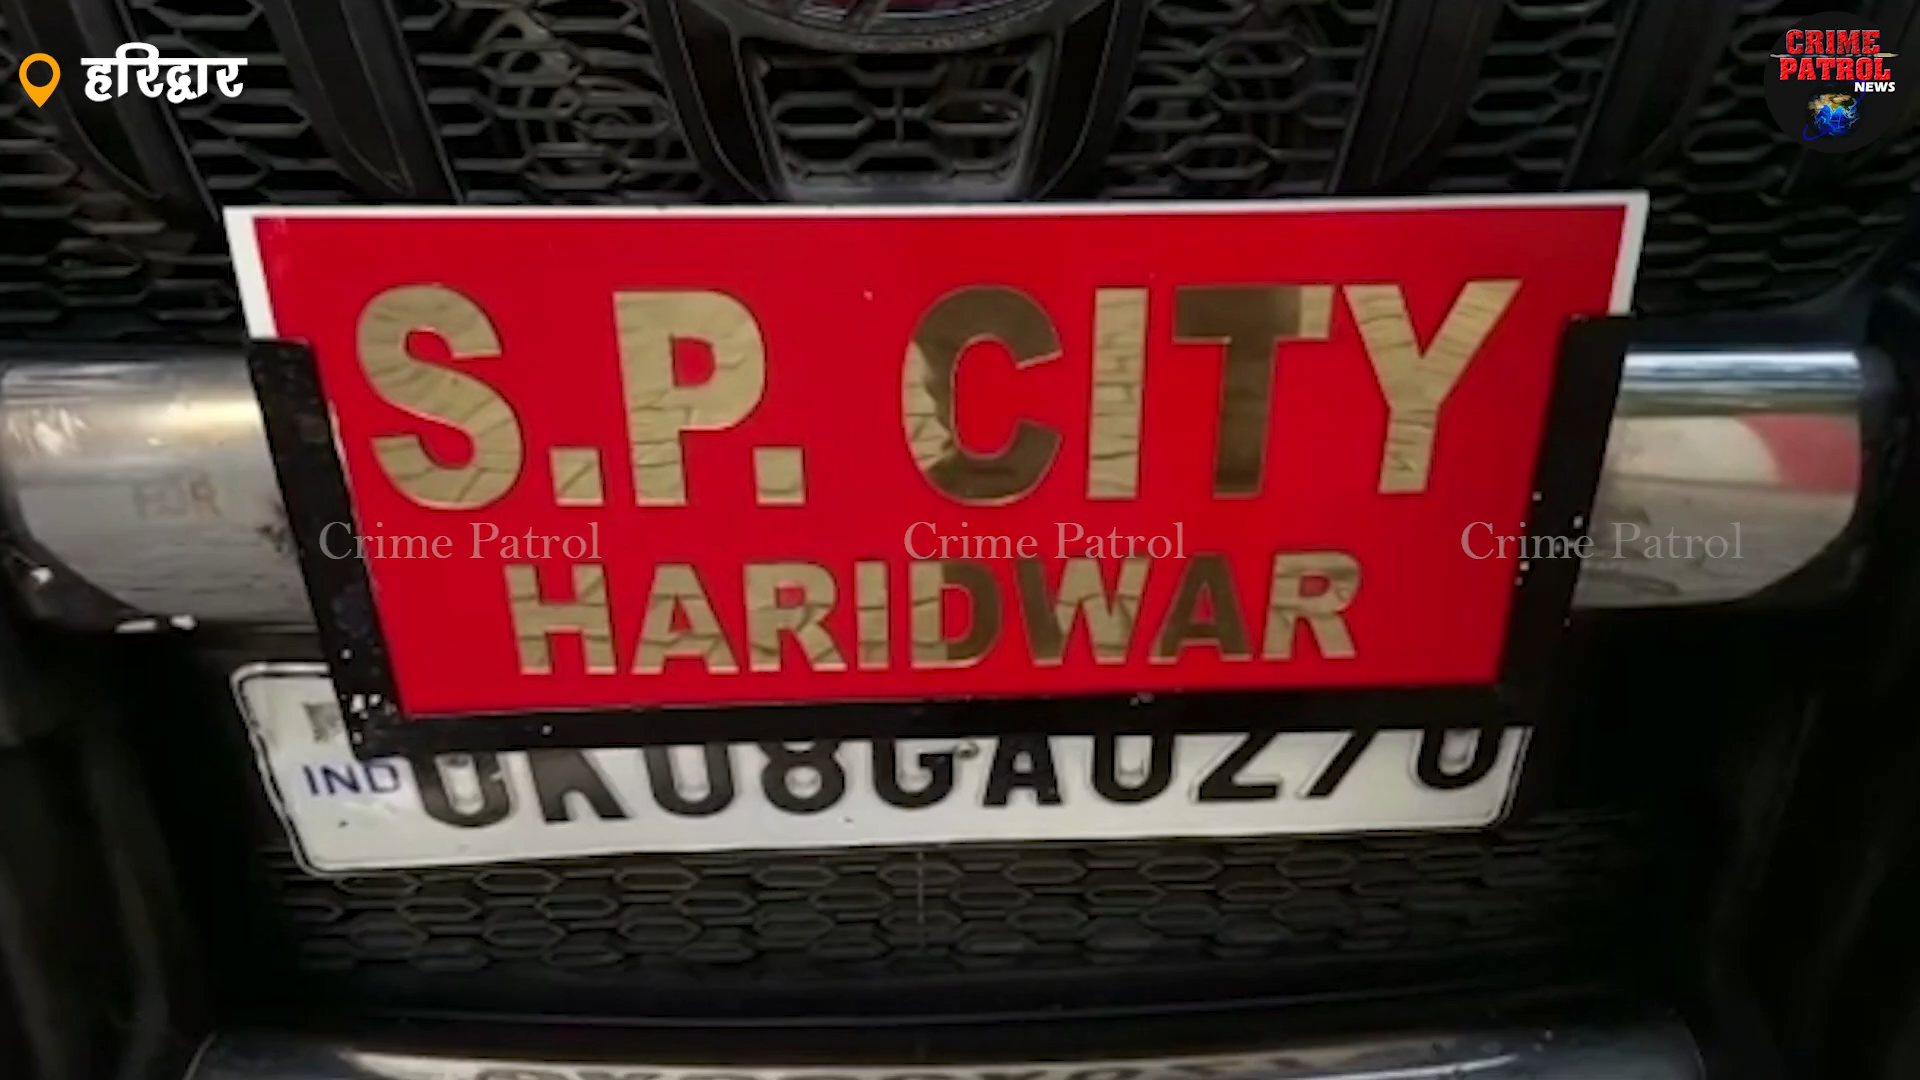 हरिद्वार
CRIME
PATROL
NEWS
S.P. CITY
Crime Patrol Crime Patrol Crime Patrol
HARIDWAR
IND